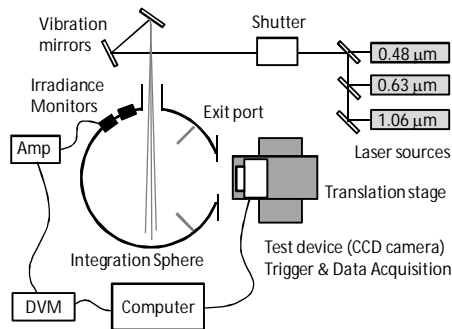 Vibration
mirrors
Shutter
0.48 µm
0.63 µm
1.06 µm
Laser sources
Irradiance
Monitors
Exit port
Amp
Translation stage
Integration Sphere
Test device (CCD camera)
Trigger & Data Acquisition
DVM
Computer